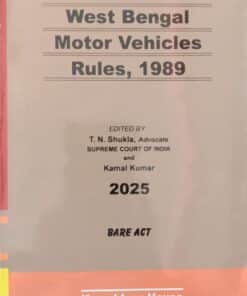 West Bengal
Motor Vehicles
Rules, 1989
EDITED BY
T. N. Shukla, Advocate
SUPREME COURT OF INDIA
and
Kamal Kumar
2025
BARE ACT